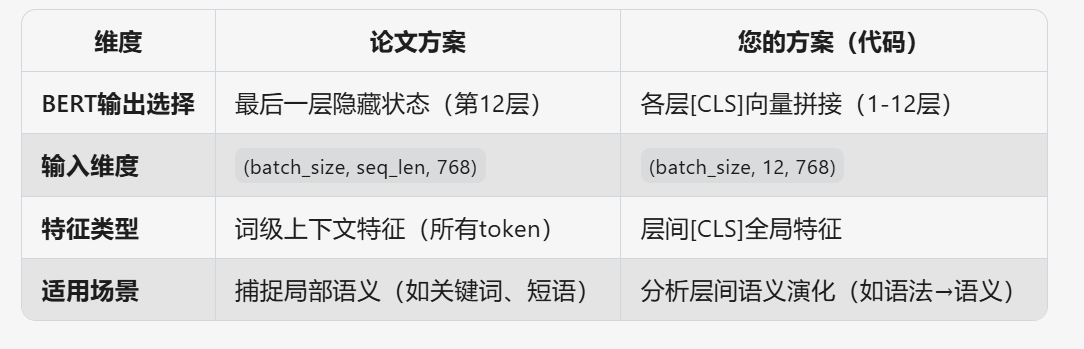 维度 论文方案 您的方案（代码）
BERT输出选择 最后一层隐藏状态（第12层） 各层[CLS]向量拼接（1-12层）
输入维度 (batch_size, seq_len, 768) (batch_size, 12, 768)
特征类型 词级上下文特征（所有token） 层间[CLS]全局特征
适用场景 捕捉局部语义（如关键词、短语） 分析层间语义演化（如语法→语义）